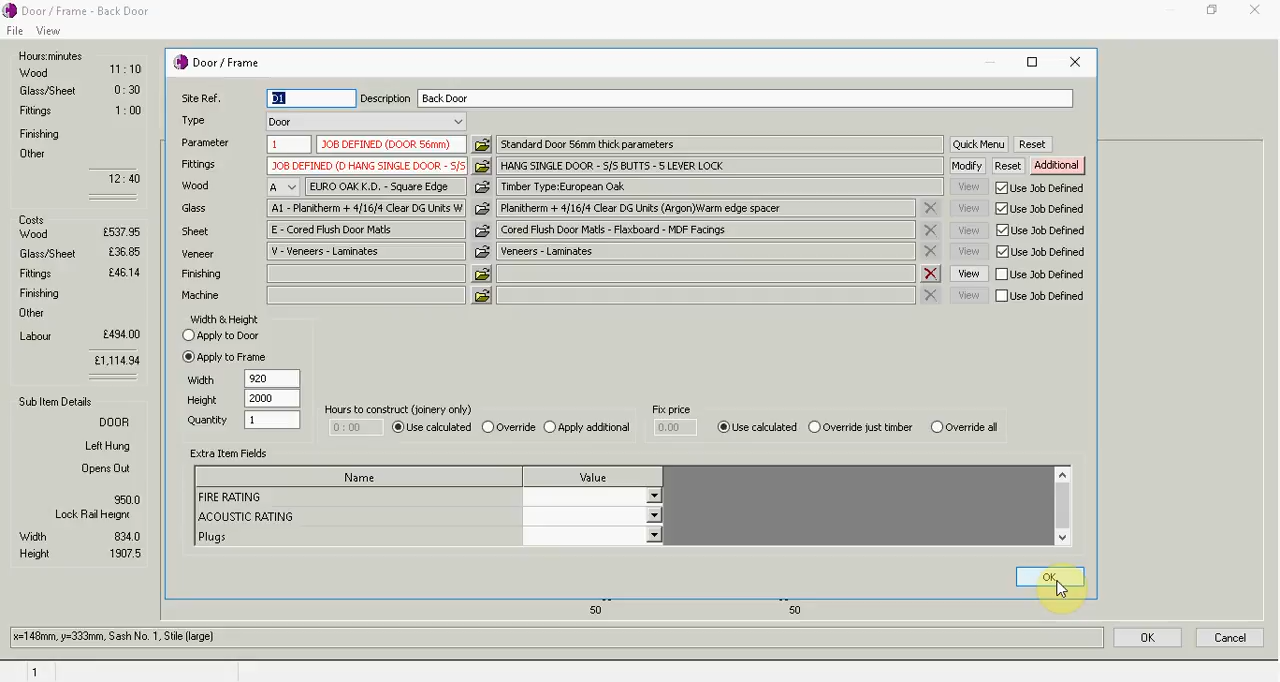 Door / Frame - Back Door
File View
Hours:minutes
Wood 11 : 10
Glass/Sheet 0 : 30
Fittings 1 : 00
Finishing
Other
12 : 40
Costs
Wood £537.95
Glass/Sheet £36.85
Fittings £46.14
Finishing
Other
Labour £494.00
£1,114.94
Sub Item Details
DOOR
Left Hung
Opens Out
950.0
Lock Rail Height
Width 834.0
Height 1907.5
Door / Frame
Site Ref. D1 Description Back Door
Type Door
Parameter 1 JOB DEFINED (DOOR 56mm) Standard Door 56mm thick parameters Quick Menu Reset
Fittings JOB DEFINED (D HANG SINGLE DOOR - S/S HANG SINGLE DOOR - S/S BUTTS - 5 LEVER LOCK Modify Reset Additional
Wood A EURO OAK K.D. - Square Edge Timber Type:European Oak View Use Job Defined
Glass A1 - Planitherm + 4/16/4 Clear DG Units W Planitherm + 4/16/4 Clear DG Units (Argon)Warm edge spacer View Use Job Defined
Sheet E - Cored Flush Door Matls Cored Flush Door Matls - Flaxboard - MDF Facings View Use Job Defined
Veneer V - Veneers - Laminates Veneers - Laminates View Use Job Defined
Finishing View Use Job Defined
Machine View Use Job Defined
Width & Height
Apply to Door
Apply to Frame
Width 920
Height 2000
Quantity 1
Hours to construct (joinery only)
0 : 00 Use calculated Override Apply additional
Fix price
0.00 Use calculated Override just timber Override all
Extra Item Fields
Name Value
FIRE RATING
ACOUSTIC RATING
Plugs
OK
50 50
x=148mm, y=333mm, Sash No. 1, Stile (large) OK Cancel
1